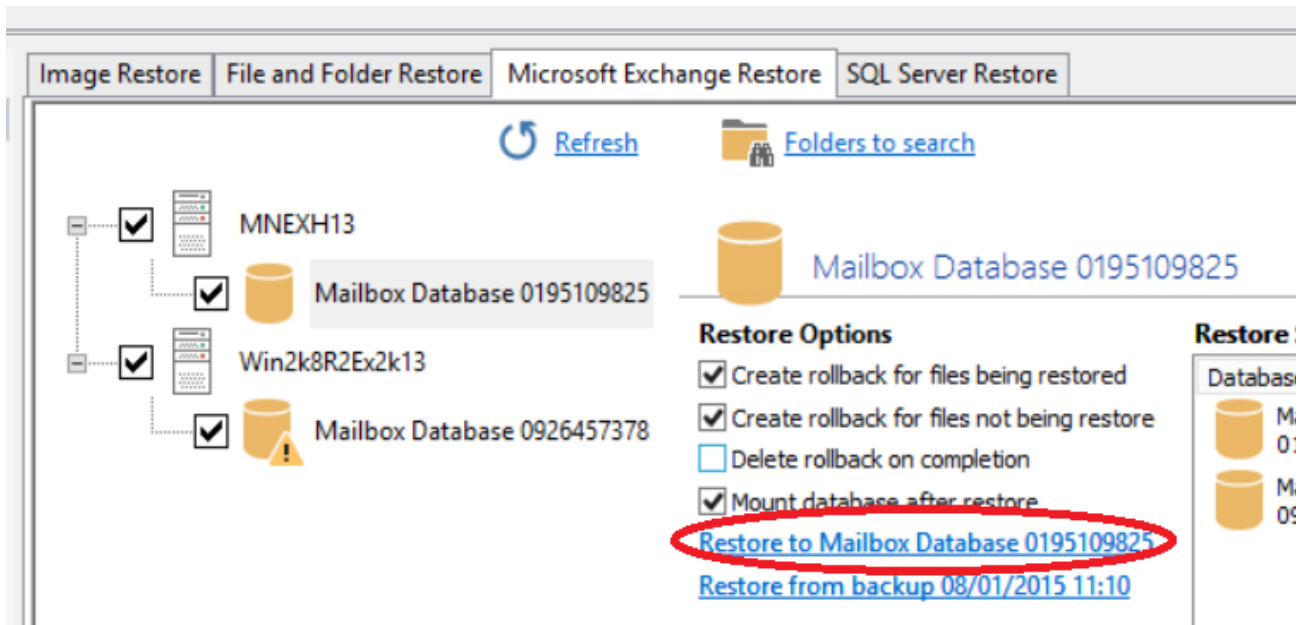 Image Restore File and Folder Restore Microsoft Exchange Restore SQL Server Restore
Refresh Folders to search
MNEXH13
Mailbox Database 0195109825
Win2k8R2Ex2k13
Mailbox Database 0926457378
Mailbox Database 0195109825
Restore Options
Create rollback for files being restored
Create rollback for files not being restore
Delete rollback on completion
Mount database after restore
Restore to Mailbox Database 0195109825
Restore from backup 08/01/2015 11:10
Restore